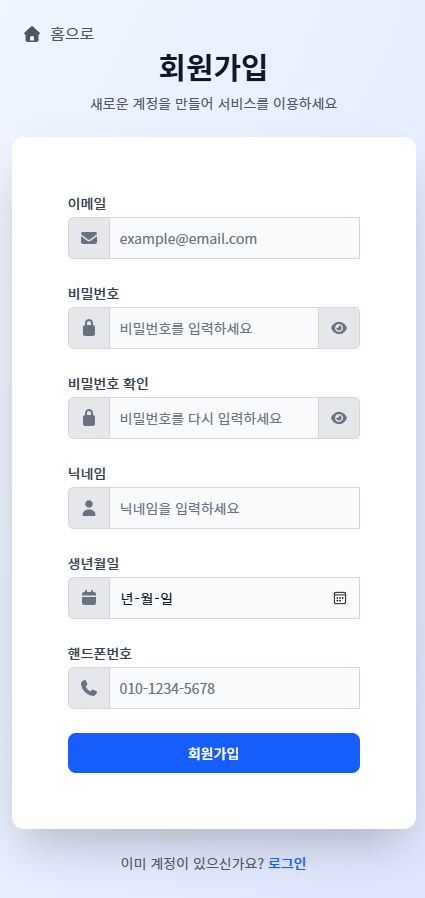 홈으로
회원가입
새로운 계정을 만들어 서비스를 이용하세요
이메일
example@email.com
비밀번호
비밀번호를 입력하세요
비밀번호 확인
비밀번호를 다시 입력하세요
닉네임
닉네임을 입력하세요
생년월일
년-월-일
핸드폰번호
010-1234-5678
회원가입
이미 계정이 있으신가요? 로그인